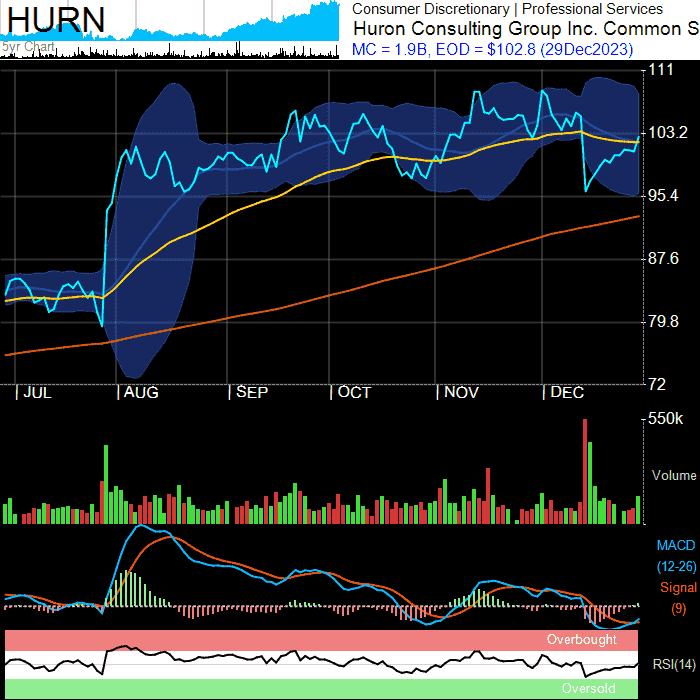 HURN
5yr Chart
Consumer Discretionary | Professional Services
Huron Consulting Group Inc. Common S
MC = 1.9B, EOD = $102.8 (29Dec2023)
111
103.2
95.4
87.6
79.8
72
| JUL | AUG | SEP | OCT | NOV | DEC
550k
Volume
MACD
(12-26)
Signal
(9)
Overbought
RSI(14)
Oversold